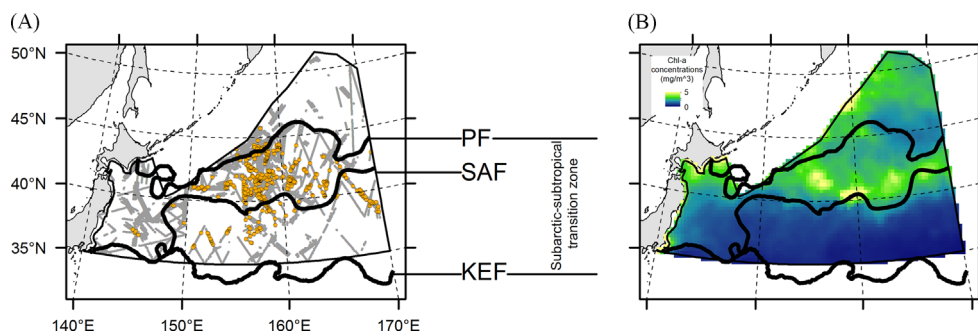 (A)
(B)
50°N
45°N
40°N
35°N
140°E
150°E
160°E
170°E
PF
SAF
KEF
Subarctic-subtropical
transition zone
Chl-a
concentrations
(mg/m^3)
5
0